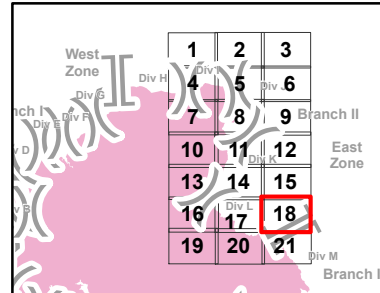 1 2 3
West
Zone
Div H
4 5 Div J 6
Div G
nch I
7 8 9 Branch II
Div F
Div E
Div D
10 11 12 East
Zone
Div K
13 14 15
Div B
16 17 18
Div L
19 20 21
Div M
Branch I